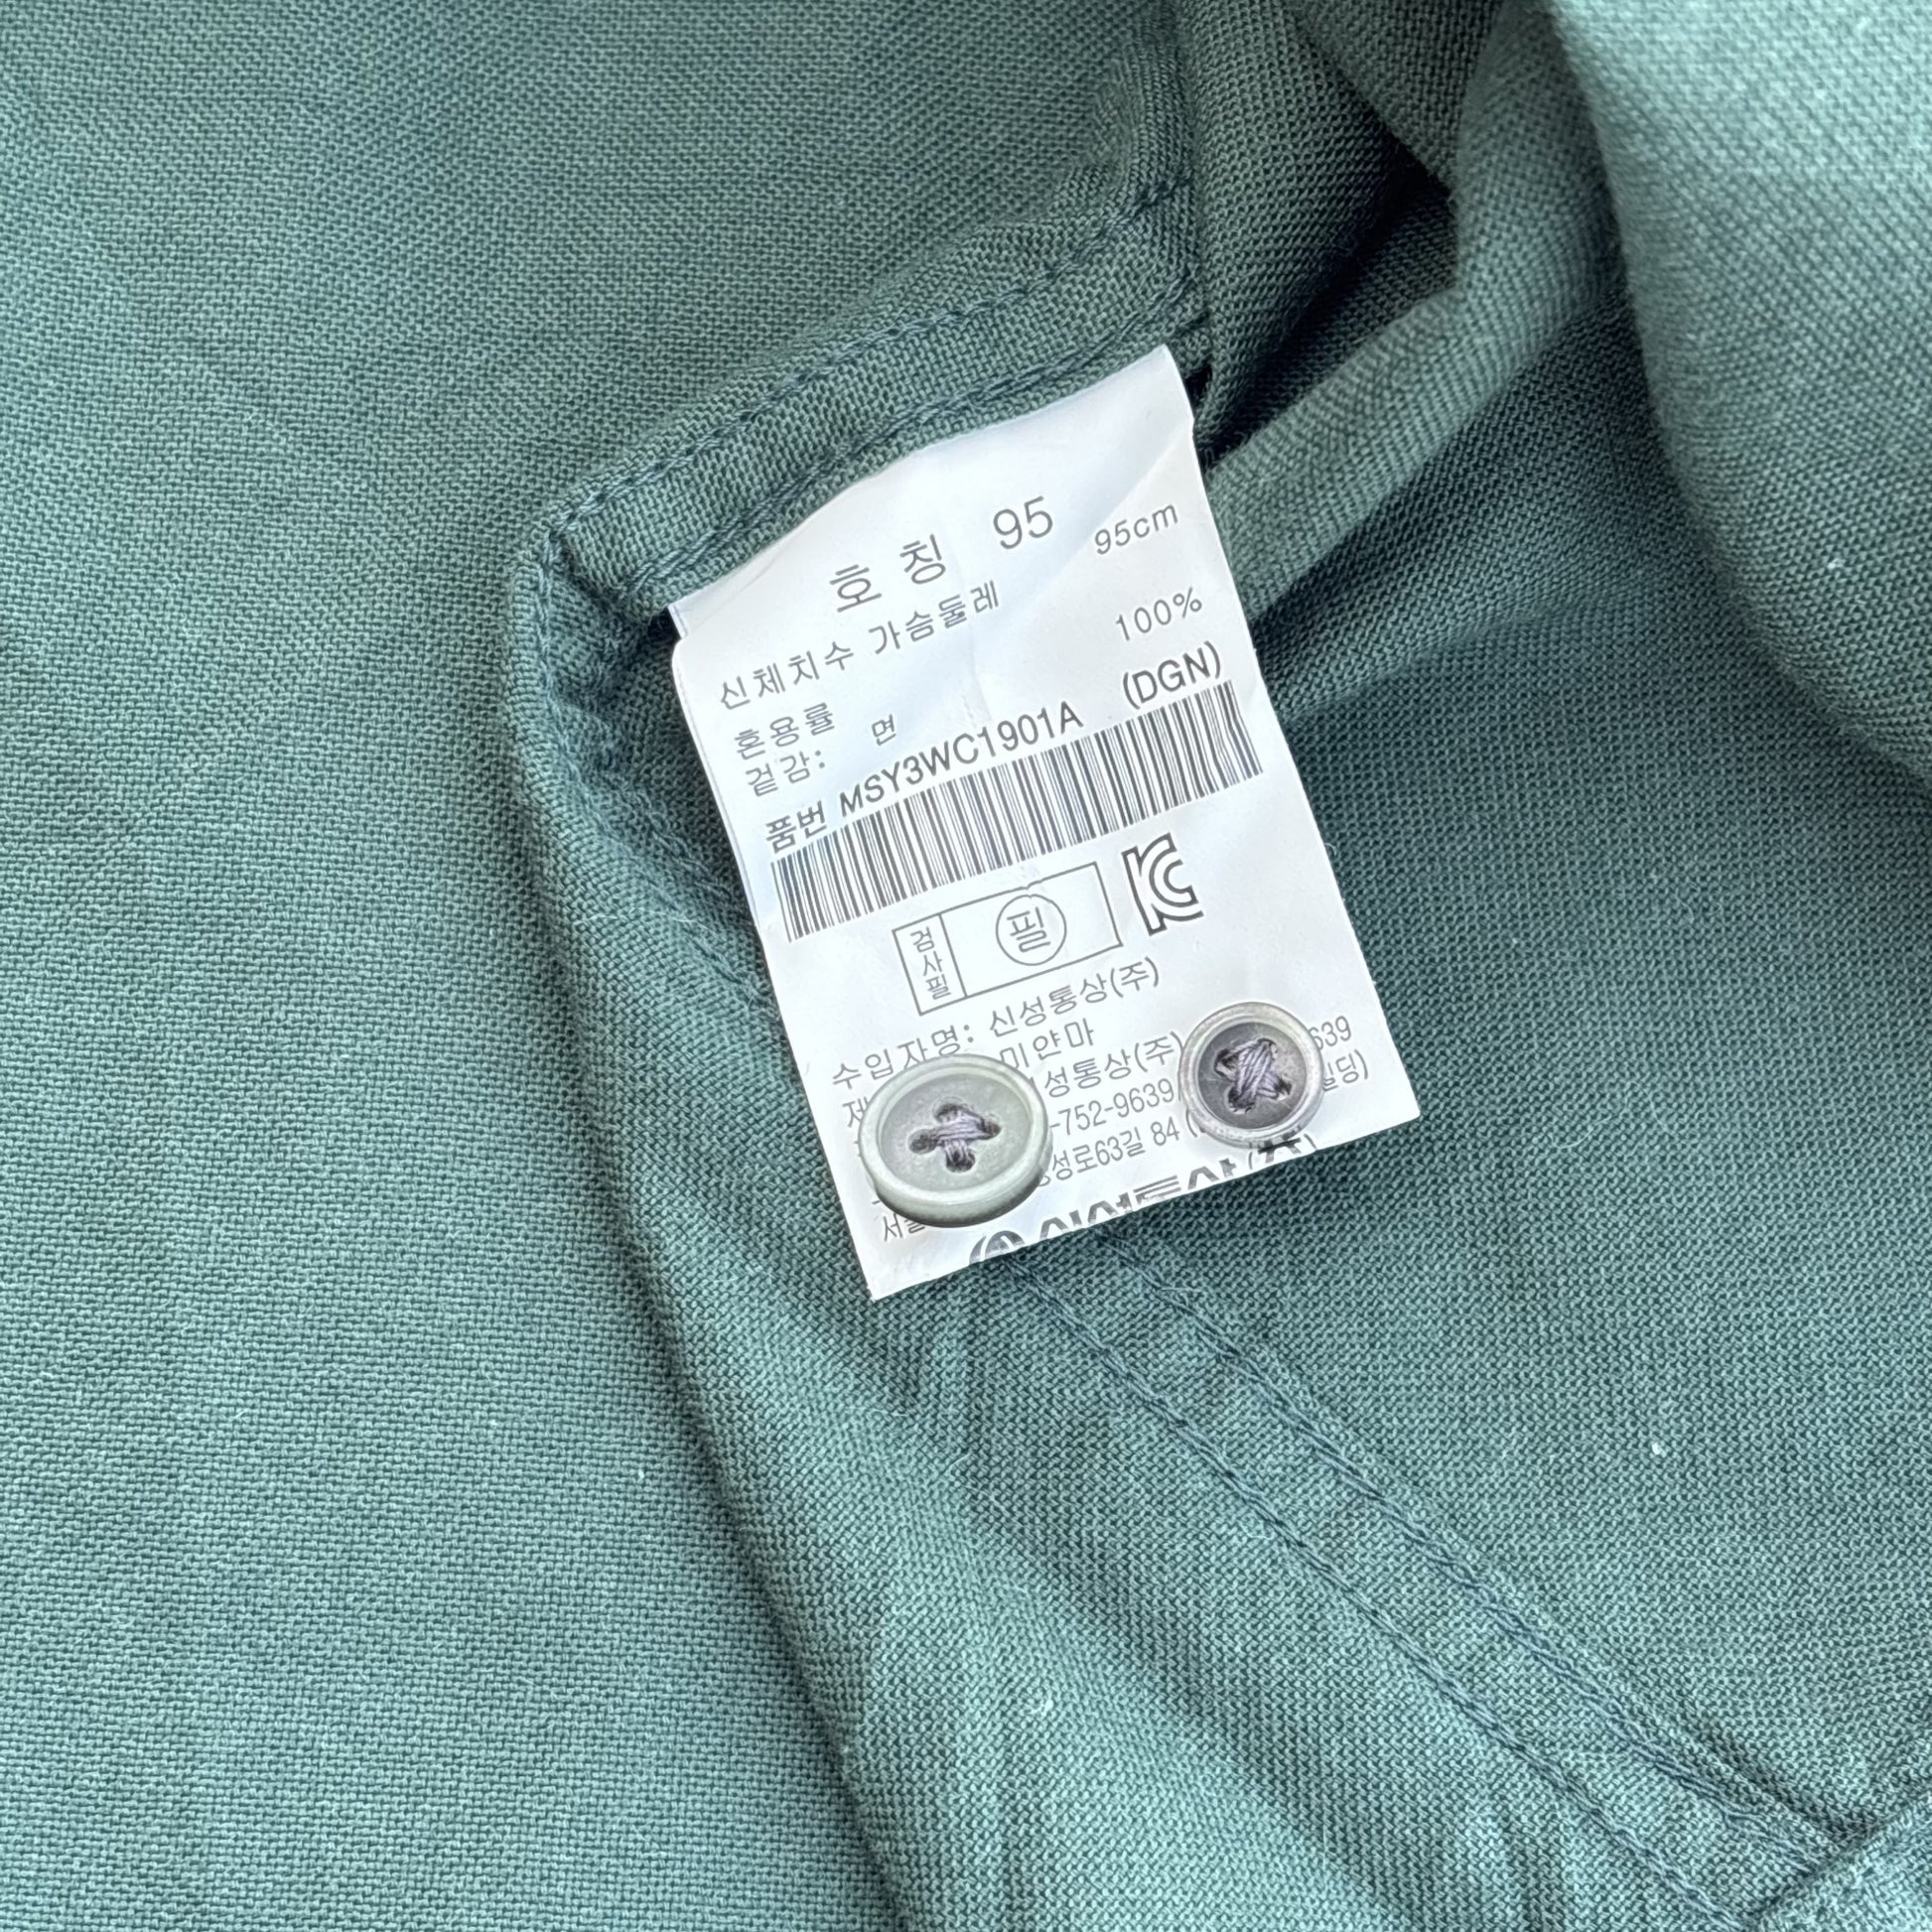 호칭 95
신체치수 가슴둘레 95cm
혼용률
겉감: 면 100%
품번 MSY3WC1901A (DGN)
검사필 필
수입자명: 신성통상(주)
미얀마
성통상(주) 639
-752-9639/ 빌딩)
성로63길 84 (